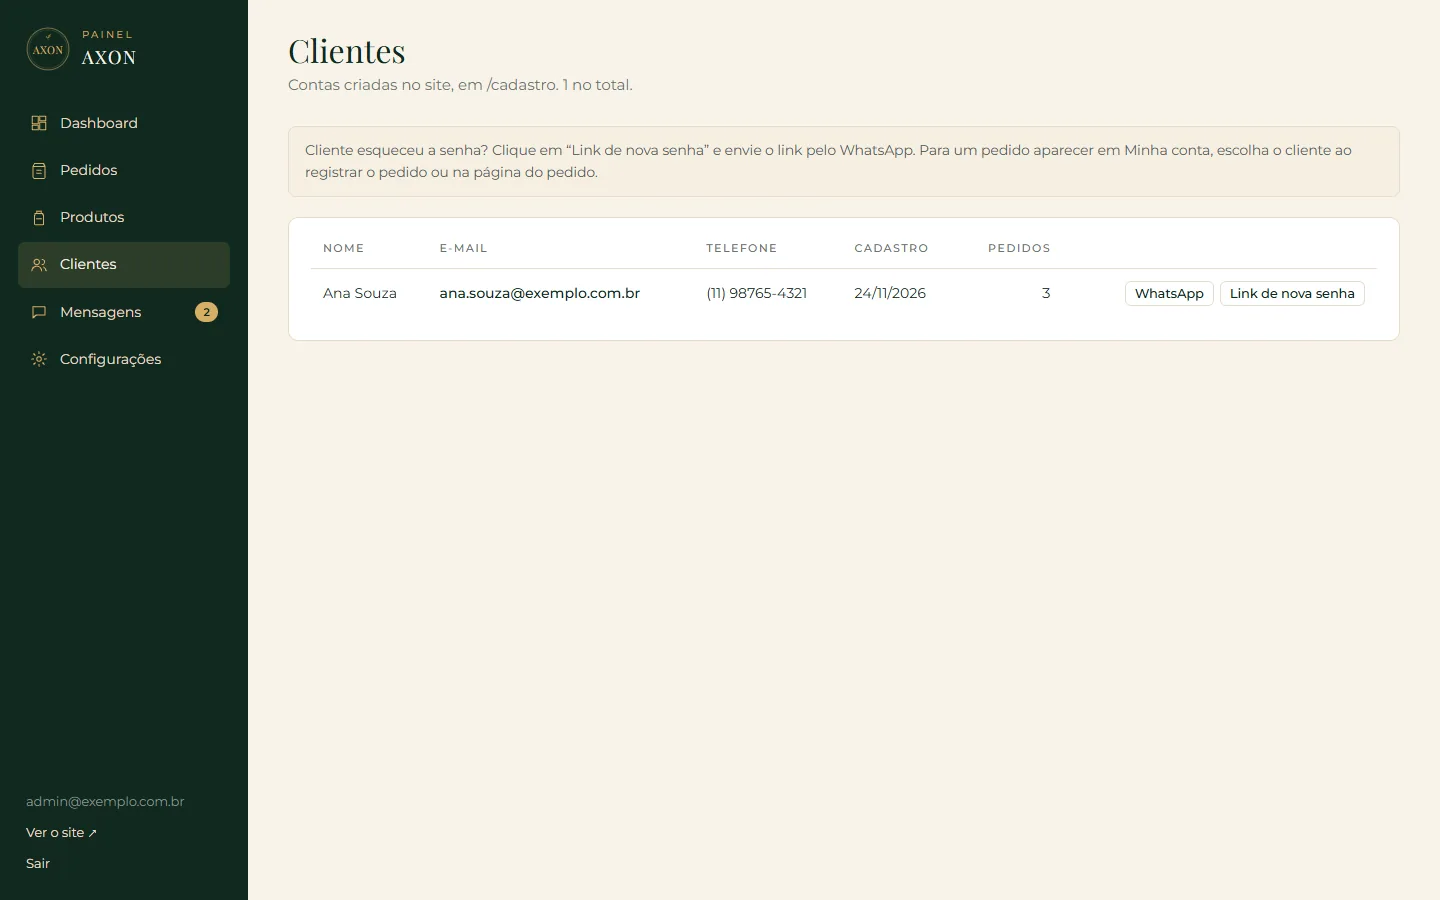 AXON
PAINEL
AXON
Dashboard
Pedidos
Produtos
Clientes
Mensagens 2
Configurações
admin@exemplo.com.br
Ver o site ↗
Sair
Clientes
Contas criadas no site, em /cadastro. 1 no total.
Cliente esqueceu a senha? Clique em “Link de nova senha” e envie o link pelo WhatsApp. Para um pedido aparecer em Minha conta, escolha o cliente ao
registrar o pedido ou na página do pedido.
NOME E-MAIL TELEFONE CADASTRO PEDIDOS
Ana Souza ana.souza@exemplo.com.br (11) 98765-4321 24/11/2026 3 WhatsApp Link de nova senha